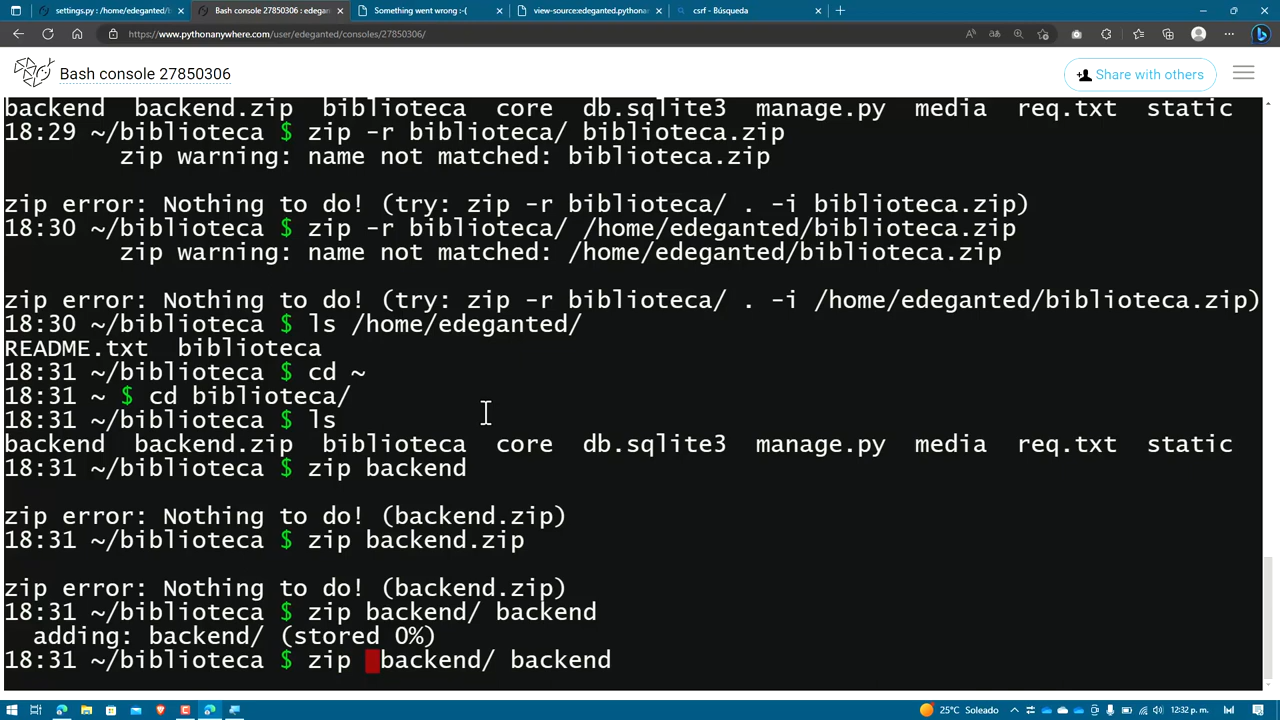 settings.py : /home/edeganted/
Bash console 27850306 : edegan
Something went wrong :-(
view-source:edeganted.python
csrf - Búsqueda
https://www.pythonanywhere.com/user/edeganted/consoles/27850306/
Bash console 27850306
Share with others
backend  backend.zip  biblioteca  core  db.sqlite3  manage.py  media  req.txt  static
18:29 ~/biblioteca $ zip -r biblioteca/ biblioteca.zip
zip warning: name not matched: biblioteca.zip
zip error: Nothing to do! (try: zip -r biblioteca/ . -i biblioteca.zip)
18:30 ~/biblioteca $ zip -r biblioteca/ /home/edeganted/biblioteca.zip
zip warning: name not matched: /home/edeganted/biblioteca.zip
zip error: Nothing to do! (try: zip -r biblioteca/ . -i /home/edeganted/biblioteca.zip)
18:30 ~/biblioteca $ ls /home/edeganted/
README.txt  biblioteca
18:31 ~/biblioteca $ cd ~
18:31 ~ $ cd biblioteca/
18:31 ~/biblioteca $ ls
backend  backend.zip  biblioteca  core  db.sqlite3  manage.py  media  req.txt  static
18:31 ~/biblioteca $ zip backend
zip error: Nothing to do! (backend.zip)
18:31 ~/biblioteca $ zip backend.zip
zip error: Nothing to do! (backend.zip)
18:31 ~/biblioteca $ zip backend/ backend
adding: backend/ (stored 0%)
18:31 ~/biblioteca $ zip  backend/ backend
25°C Soleado
12:32 p. m.